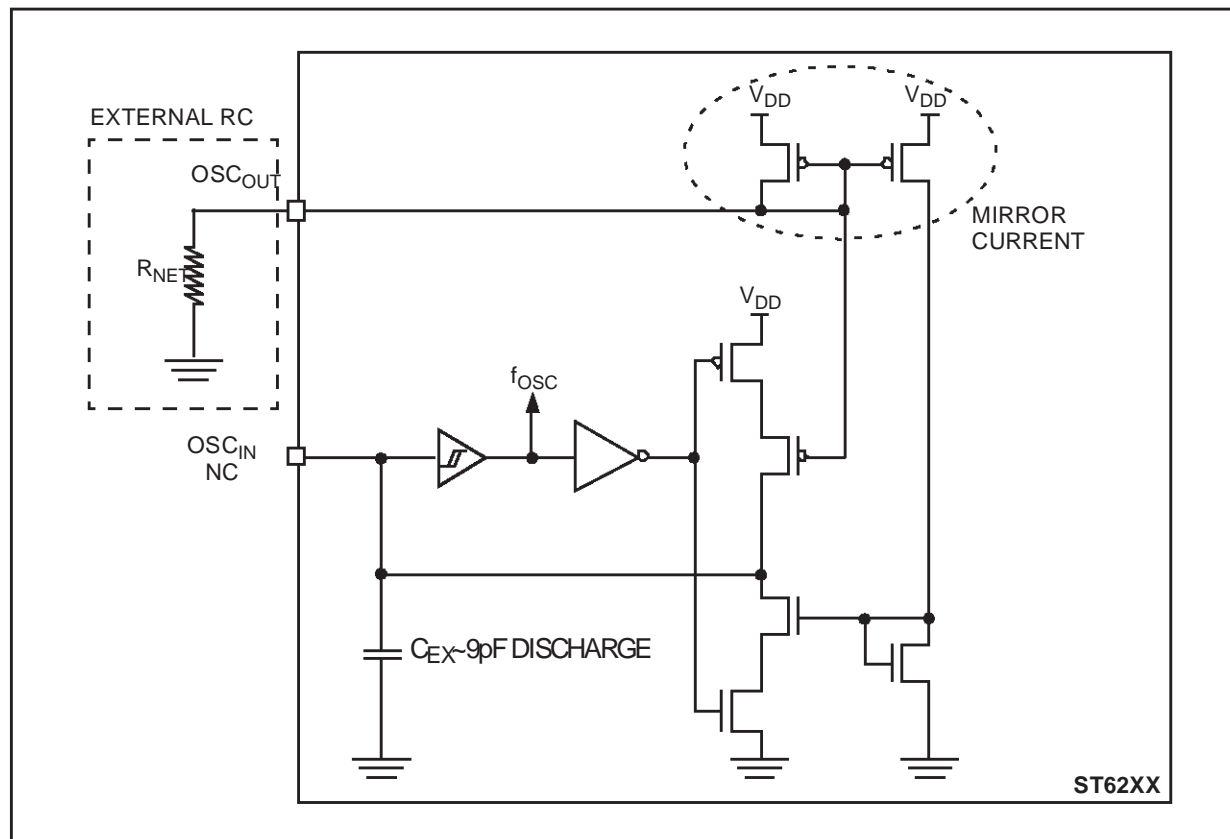 V_DD V_DD
EXTERNAL RC
OSC_OUT
MIRROR
CURRENT
R_NET
V_DD
f_OSC
OSC_IN
NC
C_EX~9pF DISCHARGE
ST62XX